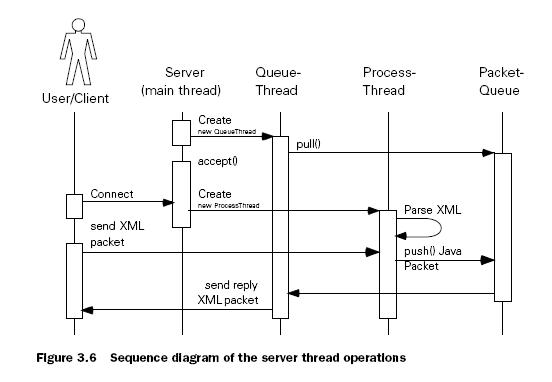 User/Client
Server
(main thread)
Queue-
Thread
Process-
Thread
Packet-
Queue
Create
new QueueThread
pull()
accept()
Connect
Create
new ProcessThread
Parse XML
send XML
packet
push() Java
Packet
send reply
XML packet
Figure 3.6 Sequence diagram of the server thread operations